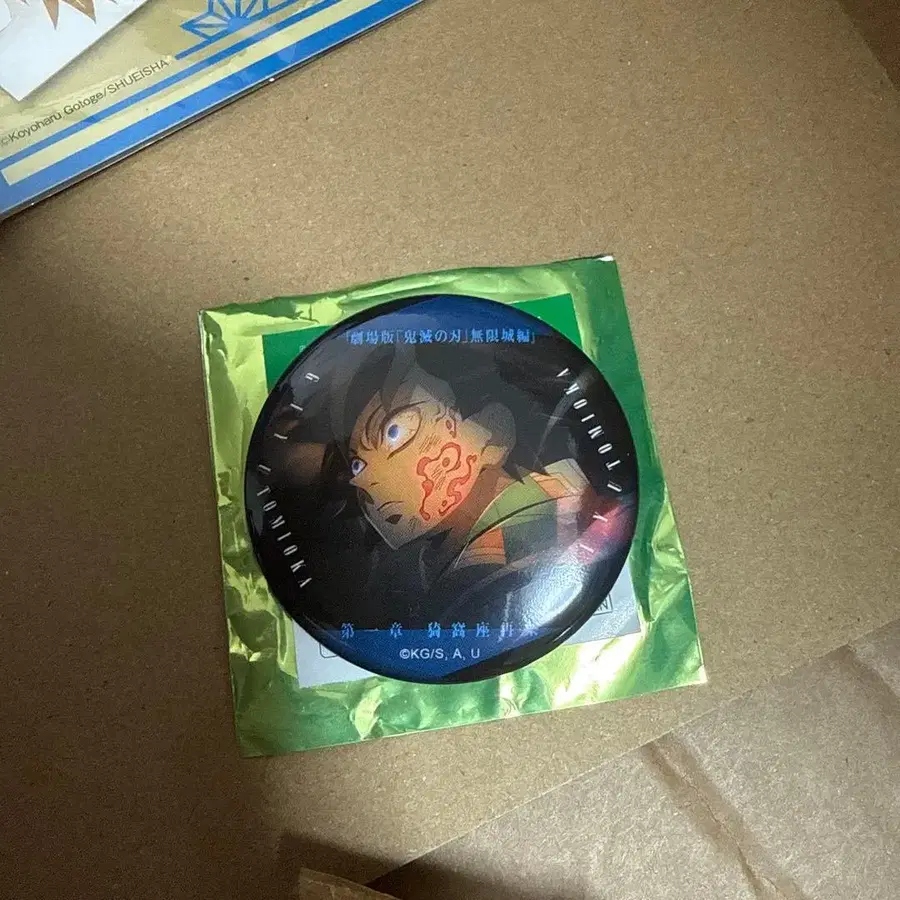 ©Koyoharu Gotoge/SHUEISHA
「劇場版「鬼滅の刃」無限城編」
GIYU TOMIOKA
GIYU TOMIOKA
第一章 猗窩座再来
©KG/S, A, U